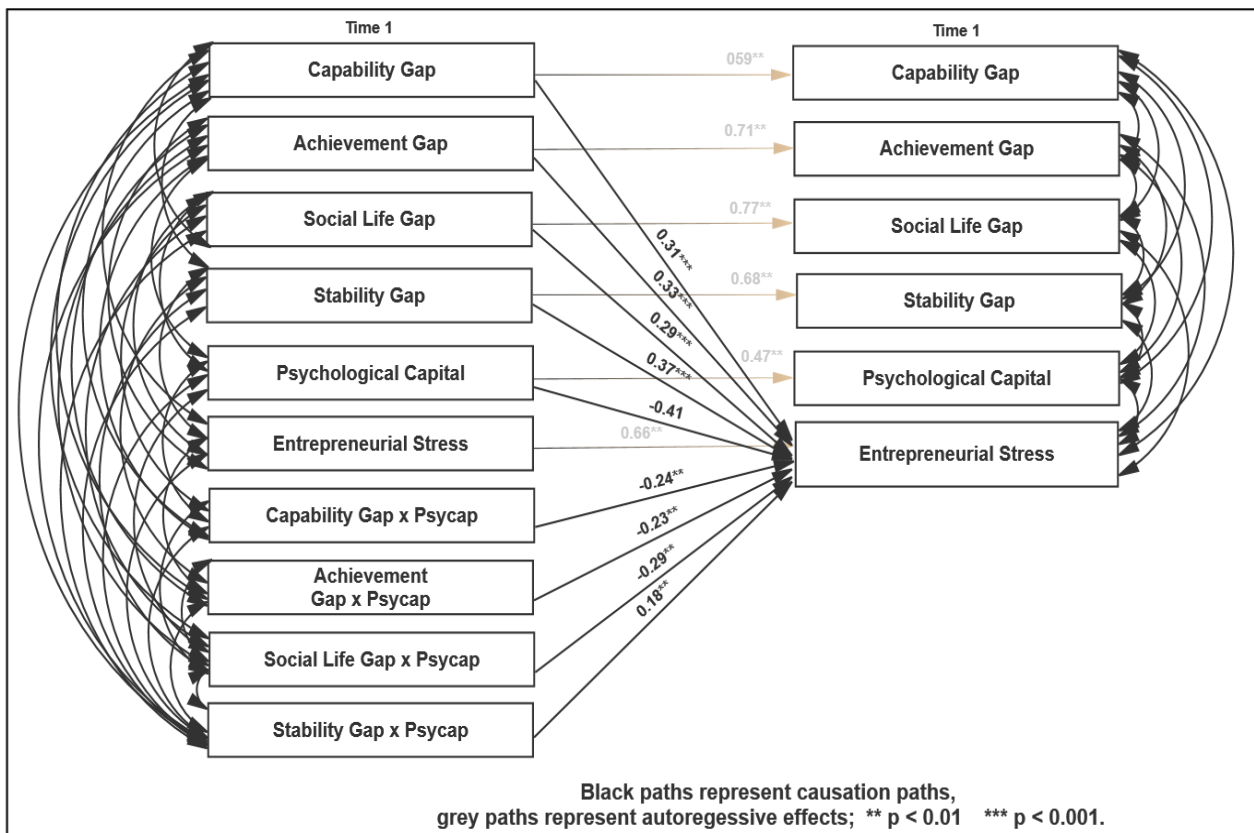 Time 1
Time 1
Capability Gap
059**
Capability Gap
Achievement Gap
0.71**
Achievement Gap
Social Life Gap
0.77**
Social Life Gap
0.31***
Stability Gap
0.68**
Stability Gap
0.33***
0.29***
Psychological Capital
0.37***
0.47**
Psychological Capital
-0.41
Entrepreneurial Stress
0.66**
Entrepreneurial Stress
Capability Gap x Psycap
-0.24**
Achievement
Gap x Psycap
-0.23**
Social Life Gap x Psycap
-0.29**
Stability Gap x Psycap
0.18**
Black paths represent causation paths,
grey paths represent autoregessive effects; ** p < 0.01 *** p < 0.001.